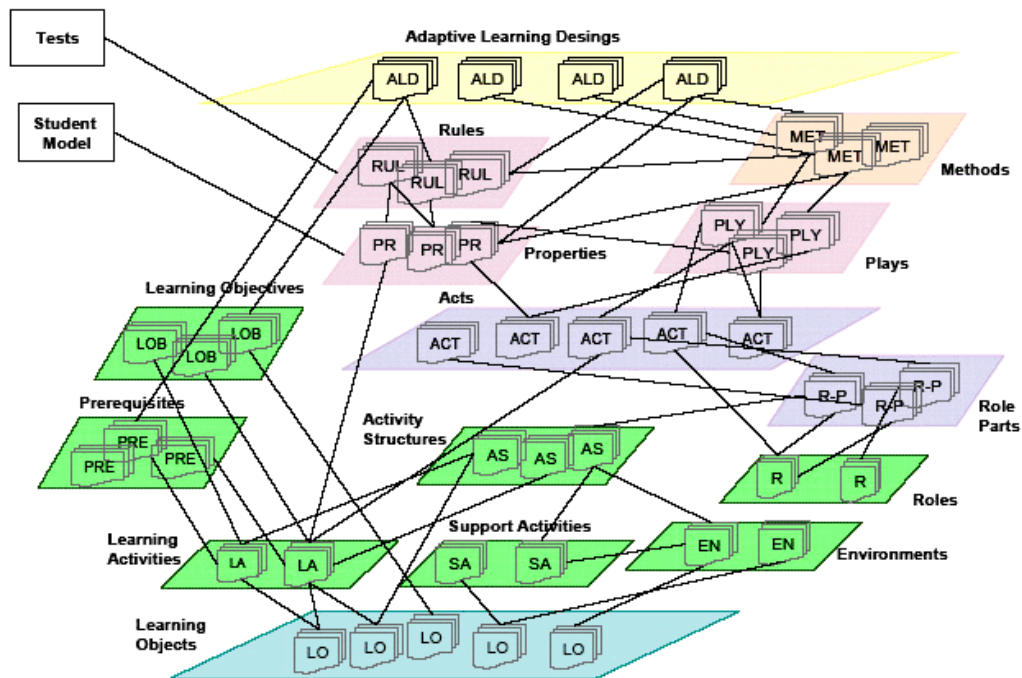 Tests
Adaptive Learning Desings
ALD ALD ALD ALD
Student
Model
Rules
RUL RUL RUL
MET MET MET
Methods
PR PR PR
Properties
PLY PLY PLY
Plays
Learning Objectives
LOB LOB LOB
Acts
ACT ACT ACT ACT ACT
R-P R-P R-P
Role
Parts
Prerequisites
PRE PRE PRE
Activity
Structures
AS AS AS
R R
Roles
Learning
Activities
LA LA
Support Activities
SA SA
EN EN
Environments
Learning
Objects
LO LO LO LO LO